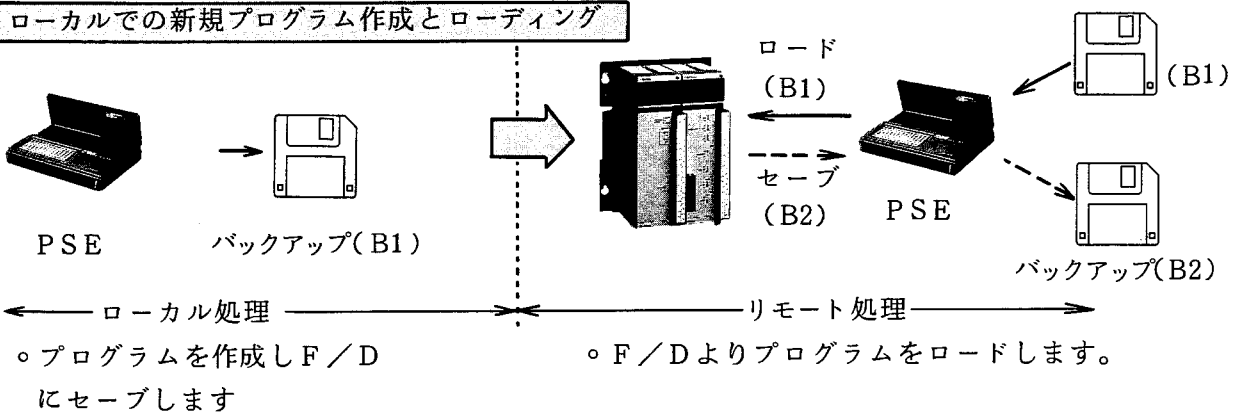 ローカルでの新規プログラム作成とローディング
PSE
バックアップ(B1)
ロード
(B1)
セーブ
(B2)
PSE
(B1)
バックアップ(B2)
ローカル処理
リモート処理
○ プログラムを作成しF/D
にセーブします
○ F/Dよりプログラムをロードします。